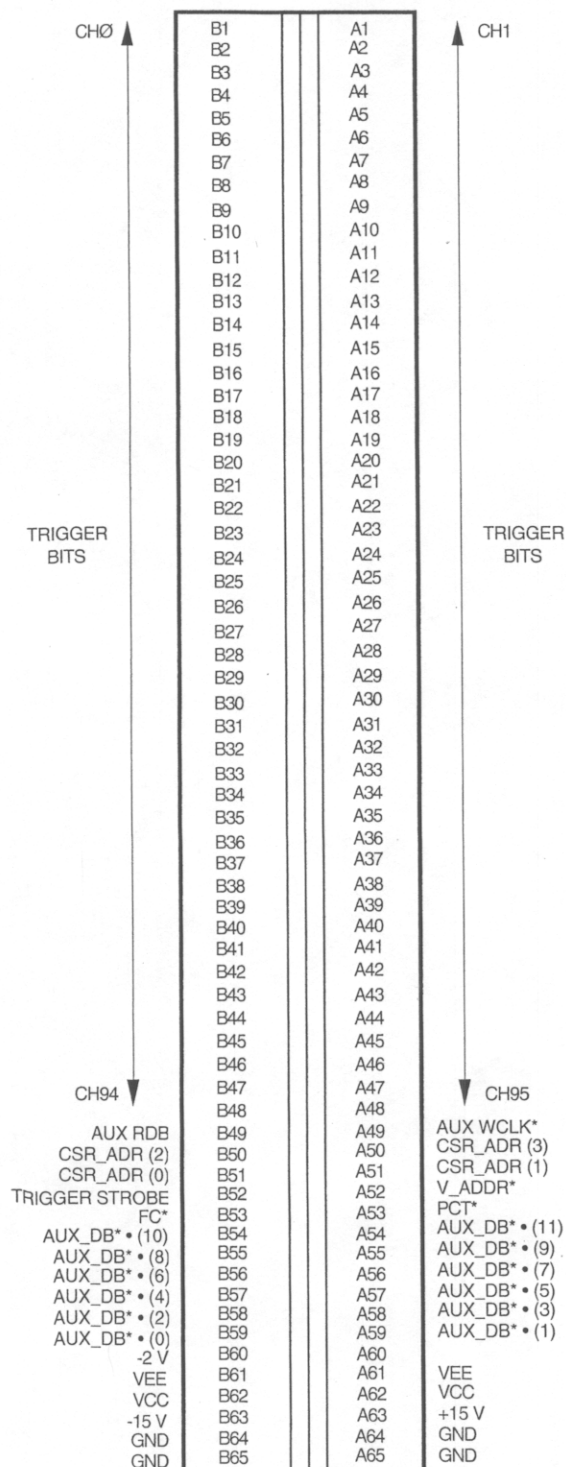 CHØ B1 A1 CH1
B2 A2
B3 A3
B4 A4
B5 A5
B6 A6
B7 A7
B8 A8
B9 A9
B10 A10
B11 A11
B12 A12
B13 A13
B14 A14
B15 A15
B16 A16
B17 A17
B18 A18
B19 A19
B20 A20
B21 A21
B22 A22
TRIGGER B23 A23 TRIGGER
BITS B24 A24 BITS
B25 A25
B26 A26
B27 A27
B28 A28
B29 A29
B30 A30
B31 A31
B32 A32
B33 A33
B34 A34
B35 A35
B36 A36
B37 A37
B38 A38
B39 A39
B40 A40
B41 A41
B42 A42
B43 A43
B44 A44
B45 A45
B46 A46
CH94 B47 A47 CH95
B48 A48
AUX RDB B49 A49 AUX WCLK*
CSR_ADR (2) B50 A50 CSR_ADR (3)
CSR_ADR (0) B51 A51 CSR_ADR (1)
TRIGGER STROBE B52 A52 V_ADDR*
FC* B53 A53 PCT*
AUX_DB* • (10) B54 A54 AUX_DB* • (11)
AUX_DB* • (8) B55 A55 AUX_DB* • (9)
AUX_DB* • (6) B56 A56 AUX_DB* • (7)
AUX_DB* • (4) B57 A57 AUX_DB* • (5)
AUX_DB* • (2) B58 A58 AUX_DB* • (3)
AUX_DB* • (0) B59 A59 AUX_DB* • (1)
-2 V B60 A60
VEE B61 A61 VEE
VCC B62 A62 VCC
-15 V B63 A63 +15 V
GND B64 A64 GND
GND B65 A65 GND